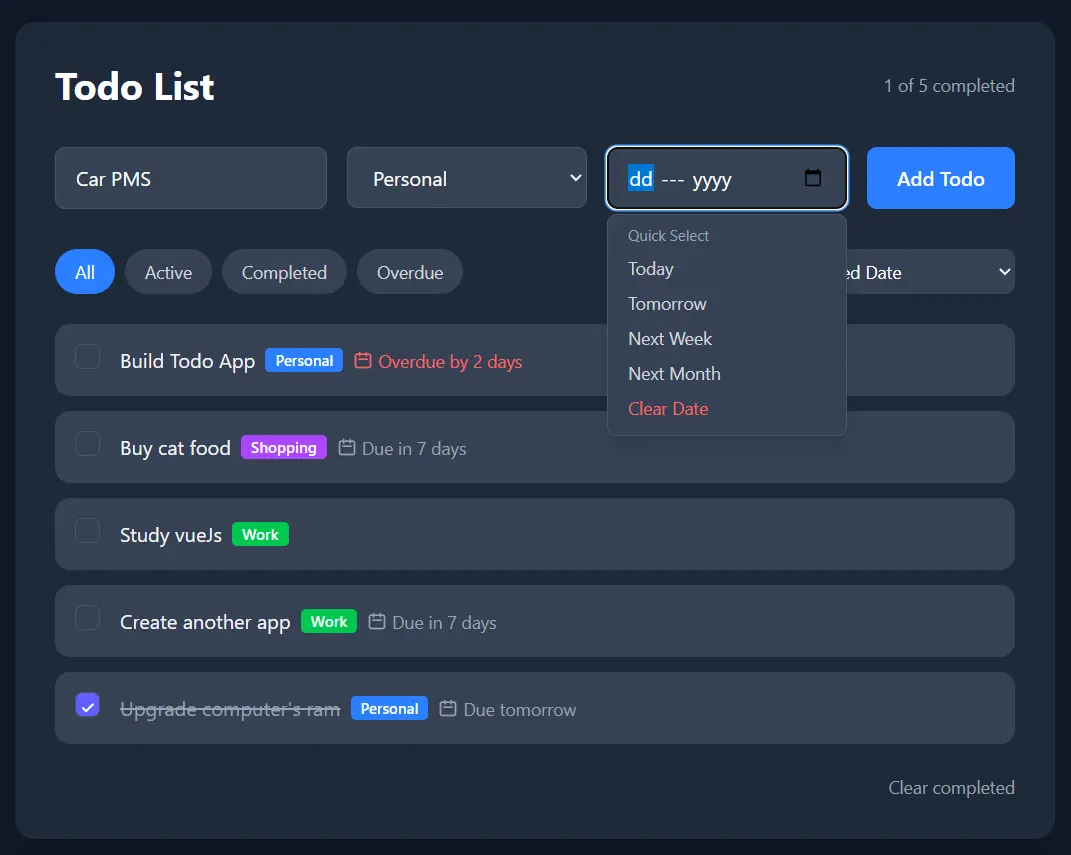 Todo List
1 of 5 completed
Car PMS
Personal
dd --- yyyy
Add Todo
Quick Select
Today
Tomorrow
Next Week
Next Month
Clear Date
All
Active
Completed
Overdue
Date
Build Todo App Personal Overdue by 2 days
Buy cat food Shopping Due in 7 days
Study vueJs Work
Create another app Work Due in 7 days
Upgrade computer's ram Personal Due tomorrow
Clear completed